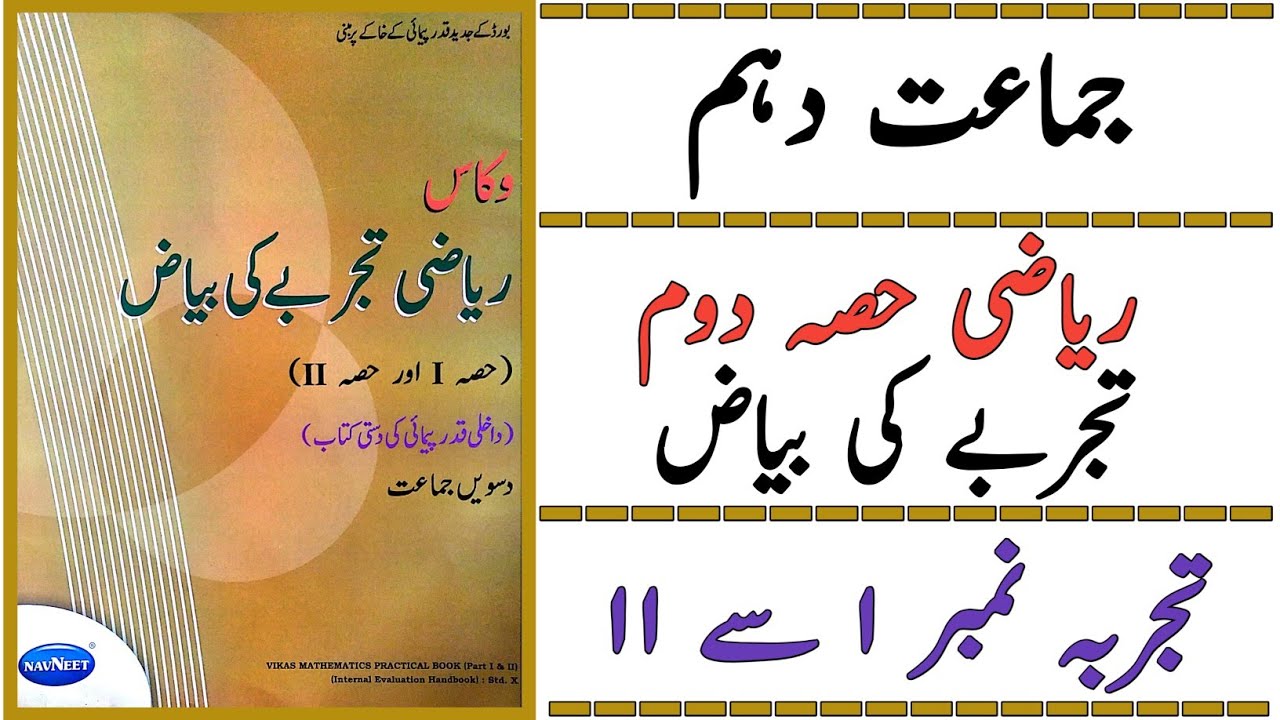 بورڈ کے جدید قدر پیمائی کے خاکے پر مبنی
وکاس
ریاضی تجربے کی بیاض
(حصہ I اور حصہ II)
(داخلی قدر پیمائی کی دستی کتاب)
دسویں جماعت
NAVNEET®
VIKAS MATHEMATICS PRACTICAL BOOK (Part I & II)
(Internal Evaluation Handbook) : Std. X
جماعت دہم
ریاضی حصہ دوم
تجربے کی بیاض
تجربہ نمبر ۱ سے ۱۱